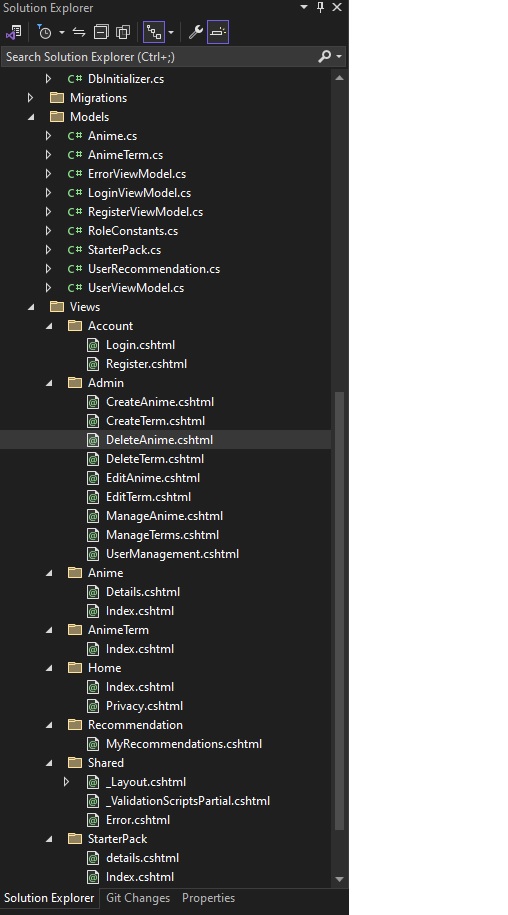 Solution Explorer
Search Solution Explorer (Ctrl+;)
C# DbInitializer.cs
Migrations
Models
C# Anime.cs
C# AnimeTerm.cs
C# ErrorViewModel.cs
C# LoginViewModel.cs
C# RegisterViewModel.cs
C# RoleConstants.cs
C# StarterPack.cs
C# UserRecommendation.cs
C# UserViewModel.cs
Views
Account
Login.cshtml
Register.cshtml
Admin
CreateAnime.cshtml
CreateTerm.cshtml
DeleteAnime.cshtml
DeleteTerm.cshtml
EditAnime.cshtml
EditTerm.cshtml
ManageAnime.cshtml
ManageTerms.cshtml
UserManagement.cshtml
Anime
Details.cshtml
Index.cshtml
AnimeTerm
Index.cshtml
Home
Index.cshtml
Privacy.cshtml
Recommendation
MyRecommendations.cshtml
Shared
_Layout.cshtml
_ValidationScriptsPartial.cshtml
Error.cshtml
StarterPack
details.cshtml
Index.cshtml
Solution Explorer Git Changes Properties